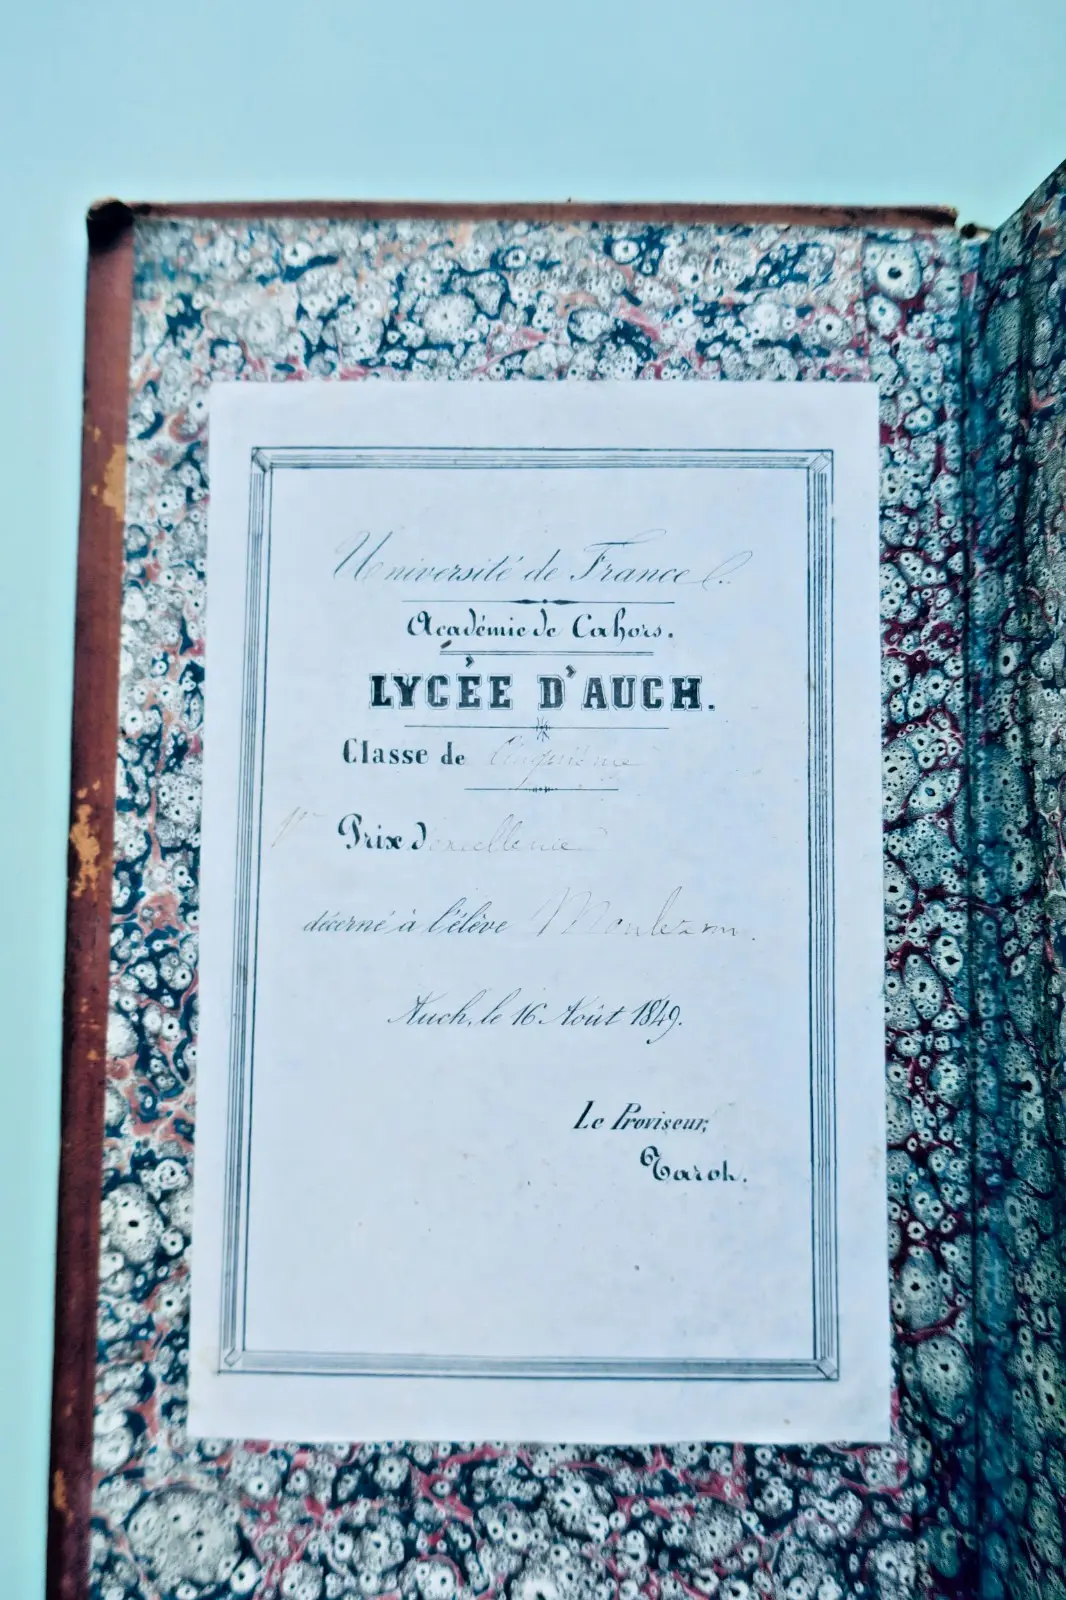 Université de France
Académie de Cahors.
LYCÉE D'AUCH.
Classe de Cinquième
1er Prix d'excellence
décerné à l'élève
Auch, le 16 Août 1849.
Le Proviseur,